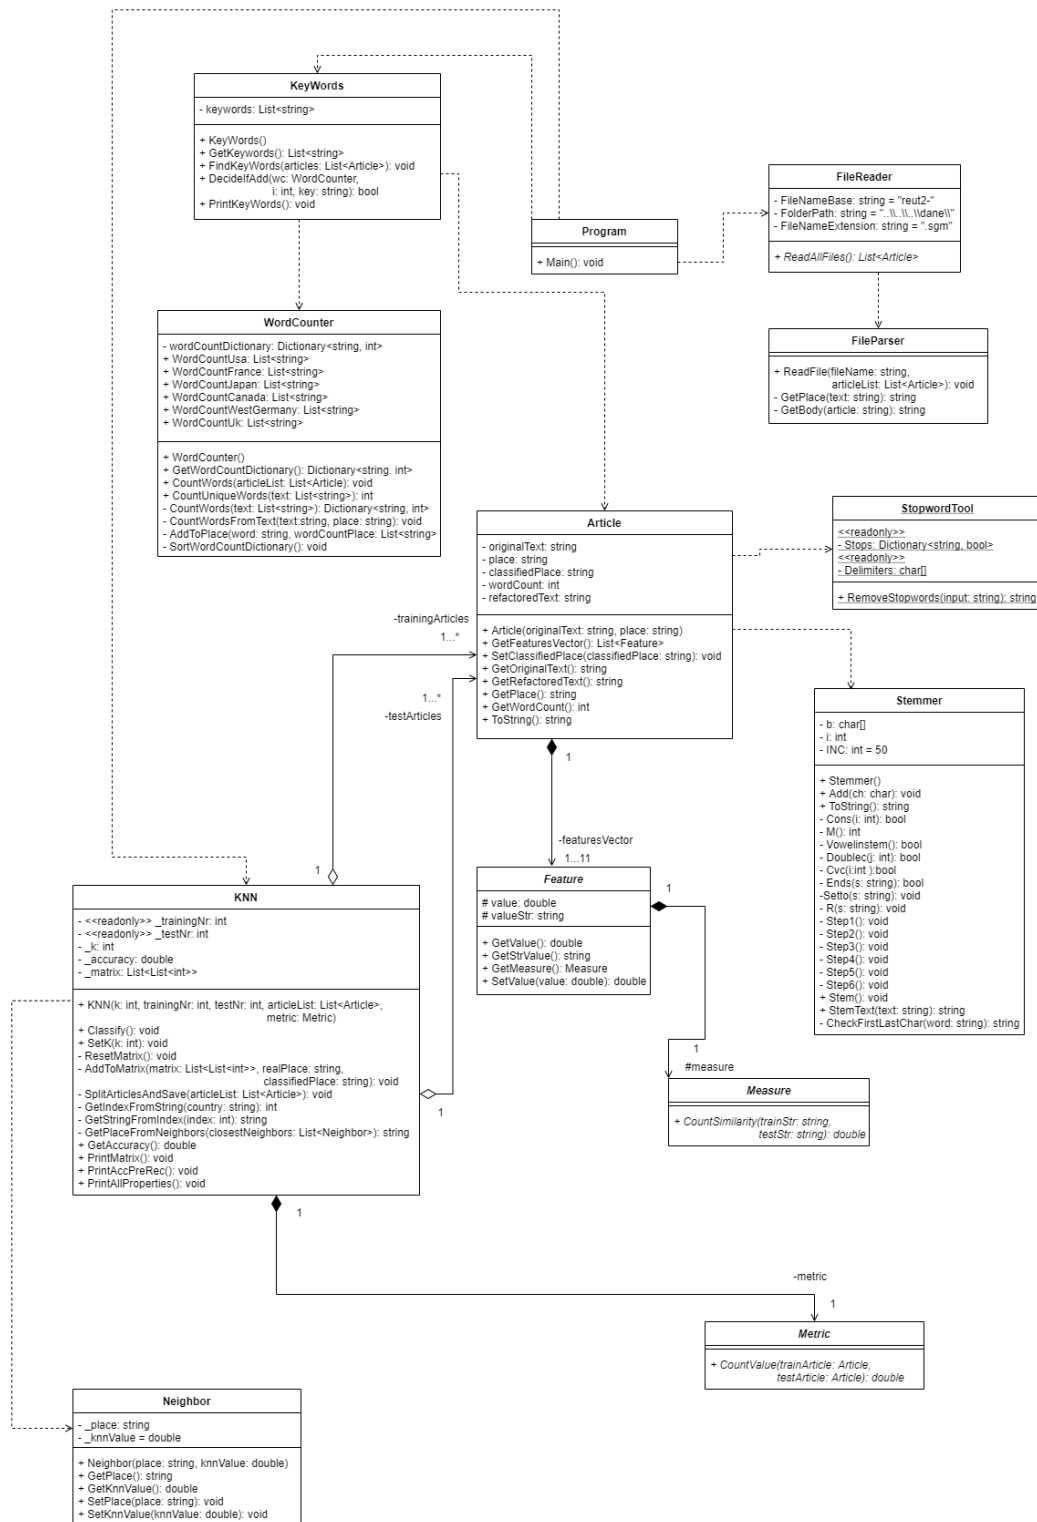 KeyWords
- keywords: List<string>
+ KeyWords()
+ GetKeywords(): List<string>
+ FindKeyWords(articles: List<Article>): void
+ DecideIfAdd(wc: WordCounter,
i: int, key: string): bool
+ PrintKeyWords(): void
FileReader
- FileNameBase: string = "reut2-"
- FolderPath: string = "..\\..\\..\\dane\\"
- FileNameExtension: string = ".sgm"
+ ReadAllFiles(): List<Article>
Program
+ Main(): void
WordCounter
- wordCountDictionary: Dictionary<string, int>
+ WordCountUsa: List<string>
+ WordCountFrance: List<string>
+ WordCountJapan: List<string>
+ WordCountCanada: List<string>
+ WordCountWestGermany: List<string>
+ WordCountUk: List<string>
+ WordCounter()
+ GetWordCountDictionary(): Dictionary<string. int>
+ CountWords(articleList: List<Article): void
+ CountUniqueWords(text: List<string>): int
- CountWords(text: List<string>): Dictionary<string, int)
- CountWordsFromText(text:string, place: string): void
- AddToPlace(word: string, wordCountPlace: List<string>
- SortWordCountDictionary(): void
FileParser
+ ReadFile(fileName: string,
articleList: List<Article>): void
- GetPlace(text: string): string
- GetBody(article: string): string
Article
- originalText: string
- place: string
- classifiedPlace: string
- wordCount: int
- refactoredText: string
+ Article(originalText: string, place: string)
+ GetFeaturesVector(): List<Feature>
+ SetClassifiedPlace(classifiedPlace: string): void
+ GetOriginalText(): string
+ GetRefactoredText(): string
+ GetPlace(): string
+ GetWordCount(): int
+ ToString(): string
StopwordTool
<<readonly>>
- Stops: Dictionary<string, bool>
<<readonly>>
- Delimiters: char[]
+ RemoveStopwords(input: string): string
-trainingArticles
1...*
1...*
-testArticles
Stemmer
- b: char[]
- i: int
- INC: int = 50
+ Stemmer()
+ Add(ch: char): void
+ ToString(): string
- Cons(i: int): bool
- M(): int
- Vowelinstem(): bool
- Doublec(j: int): bool
- Cvc(i:int ):bool
- Ends(s: string): bool
-Setto(s: string): void
- R(s: string): void
- Step1(): void
- Step2(): void
- Step3(): void
- Step4(): void
- Step5(): void
- Step6(): void
+ Stem(): void
+ StemText(text: string): string
- CheckFirstLastChar(word: string): string
1
-featuresVector
1...11
Feature
# value: double
# valueStr: string
+ GetValue(): double
+ GetStrValue(): string
+ GetMeasure(): Measure
+ SetValue(value: double): double
1
1
#measure
Measure
+ CountSimilarity(trainStr: string,
testStr: string): double
1
KNN
- <<readonly>> _trainingNr: int
- <<readonly>> _testNr: int
- _k: int
- _accuracy: double
- _matrix: List<List<int>>
+ KNN(k: int, trainingNr: int, testNr: int, articleList: List<Article>,
metric: Metric)
+ Classify(): void
+ SetK(k: int): void
- ResetMatrix(): void
- AddToMatrix(matrix: List<List<int>>, realPlace: string,
classifiedPlace: string): void
- SplitArticlesAndSave(articleList: List<Article>): void
- GetIndexFromString(country: string): int
- GetStringFromIndex(index: int): string
- GetPlaceFromNeighbors(closestNeighbors: List<Neighbor>): string
+ GetAccuracy(): double
+ PrintMatrix(): void
+ PrintAccPreRec(): void
+ PrintAllProperties(): void
1
1
-metric
1
Metric
+ CountValue(trainArticle: Article,
testArticle: Article): double
Neighbor
- _place: string
- _knnValue = double
+ Neighbor(place: string, knnValue: double)
+ GetPlace(): string
+ GetKnnValue(): double
+ SetPlace(place: string): void
+ SetKnnValue(knnValue: double): void